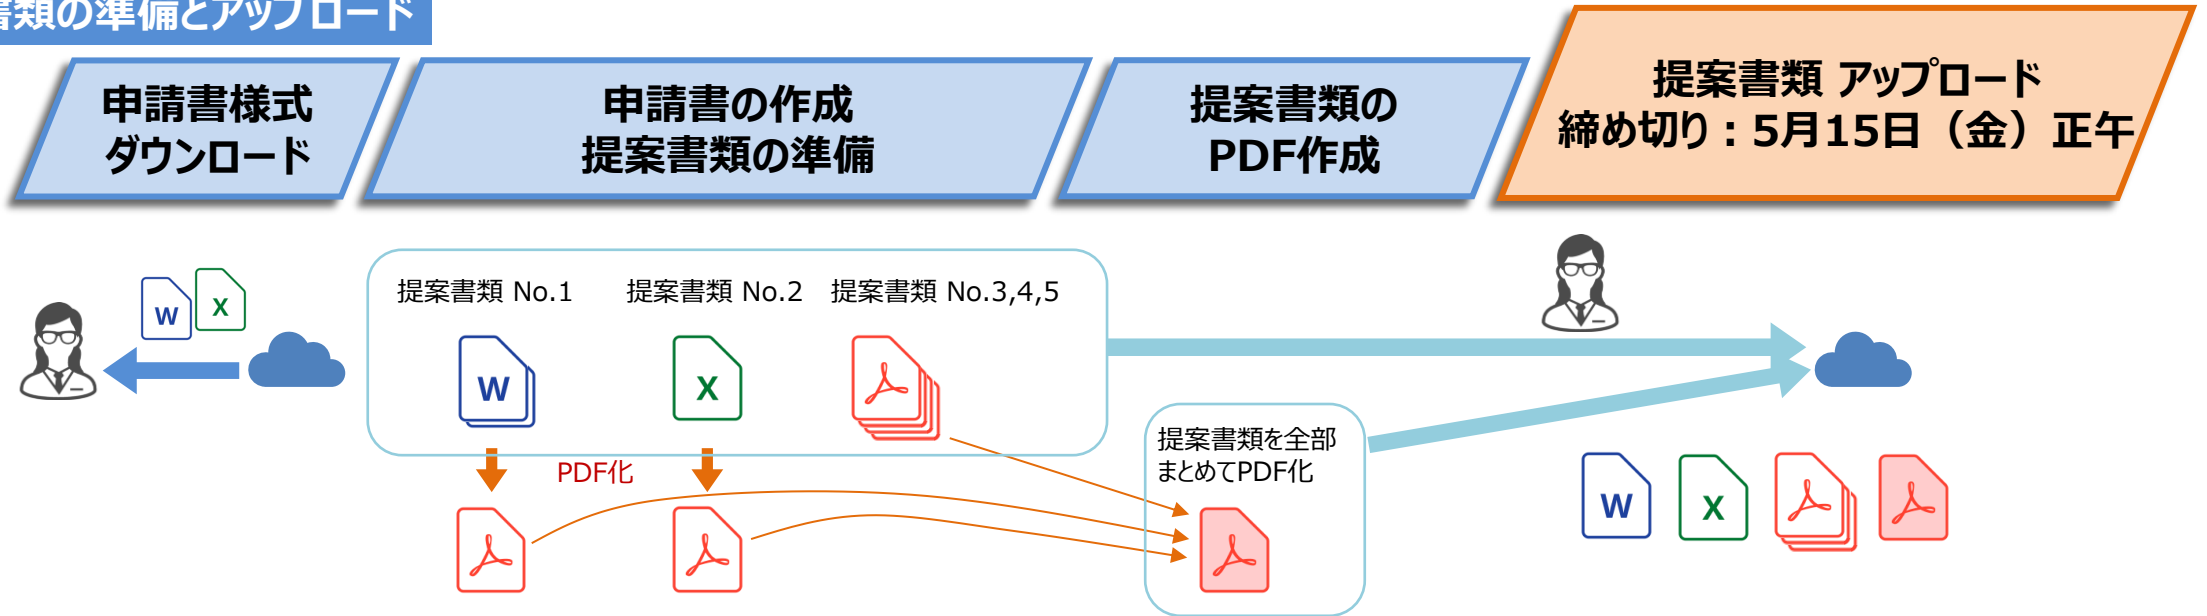 書類の準備とアップロード
申請書様式
ダウンロード
申請書の作成
提案書類の準備
提案書類の
PDF作成
提案書類 アップロード
締め切り：5月15日（金）正午
提案書類 No.1
提案書類 No.2
提案書類 No.3,4,5
W
X
W
X
PDF化
提案書類を全部
まとめてPDF化
W
X